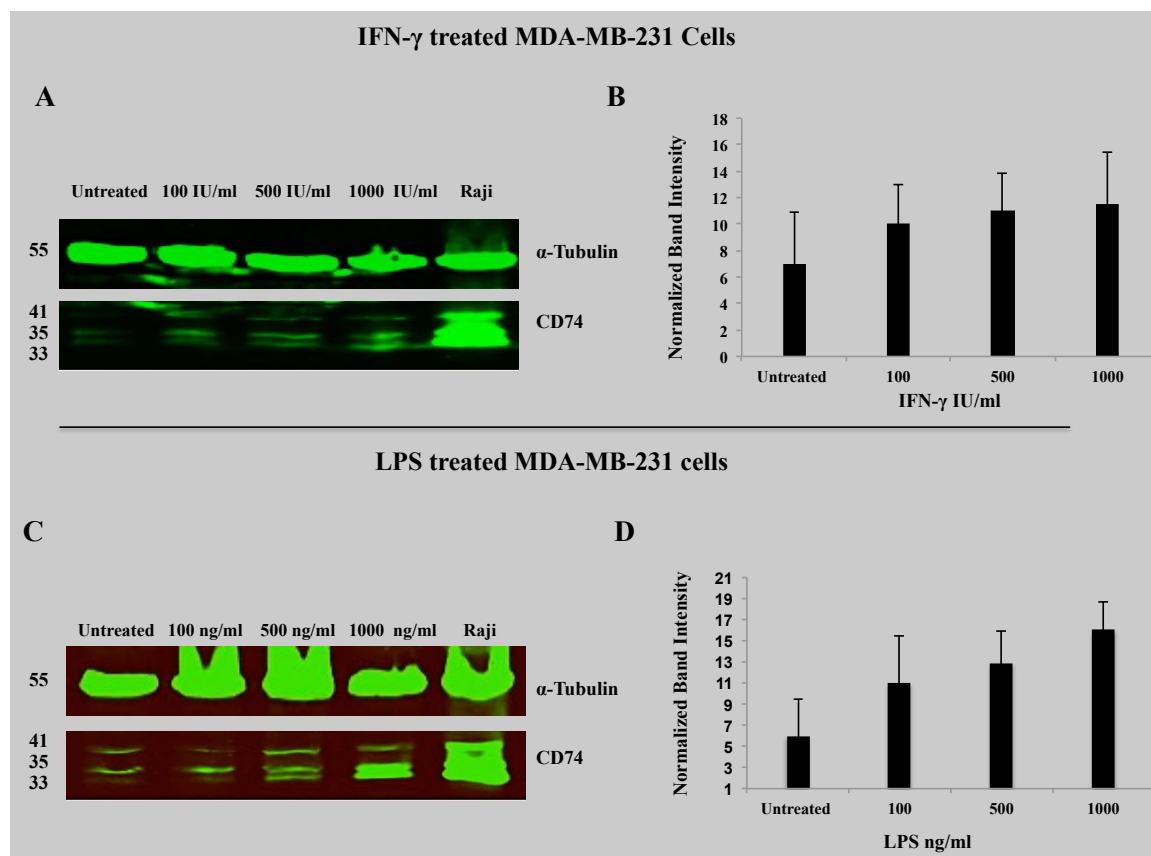 IFN-γ treated MDA-MB-231 Cells
A
Untreated 100 IU/ml 500 IU/ml 1000 IU/ml Raji
55
α-Tubulin
41
35
33
CD74
B
Normalized Band Intensity
18
16
14
12
10
8
6
4
2
0
Untreated 100 500 1000
IFN-γ IU/ml
LPS treated MDA-MB-231 cells
C
Untreated 100 ng/ml 500 ng/ml 1000 ng/ml Raji
55
α-Tubulin
41
35
33
CD74
D
Normalized Band Intensity
21
19
17
15
13
11
9
7
5
3
1
Untreated 100 500 1000
LPS ng/ml